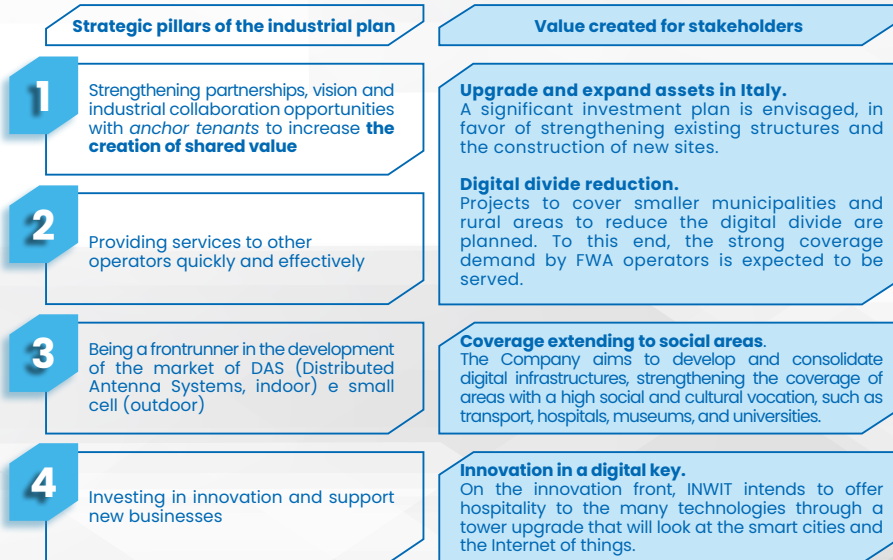 Strategic pillars of the industrial plan
Value created for stakeholders
1
Strengthening partnerships, vision and
industrial collaboration opportunities
with anchor tenants to increase the
creation of shared value
2
Providing services to other
operators quickly and effectively
Upgrade and expand assets in Italy.
A significant investment plan is envisaged, in
favor of strengthening existing structures and
the construction of new sites.
Digital divide reduction.
Projects to cover smaller municipalities and
rural areas to reduce the digital divide are
planned. To this end, the strong coverage
demand by FWA operators is expected to be
served.
3
Being a frontrunner in the development
of the market of DAS (Distributed
Antenna Systems, indoor) e small
cell (outdoor)
Coverage extending to social areas.
The Company aims to develop and consolidate
digital infrastructures, strengthening the coverage of
areas with a high social and cultural vocation, such as
transport, hospitals, museums, and universities.
4
Investing in innovation and support
new businesses
Innovation in a digital key.
On the innovation front, INWIT intends to offer
hospitality to the many technologies through a
tower upgrade that will look at the smart cities and
the Internet of things.